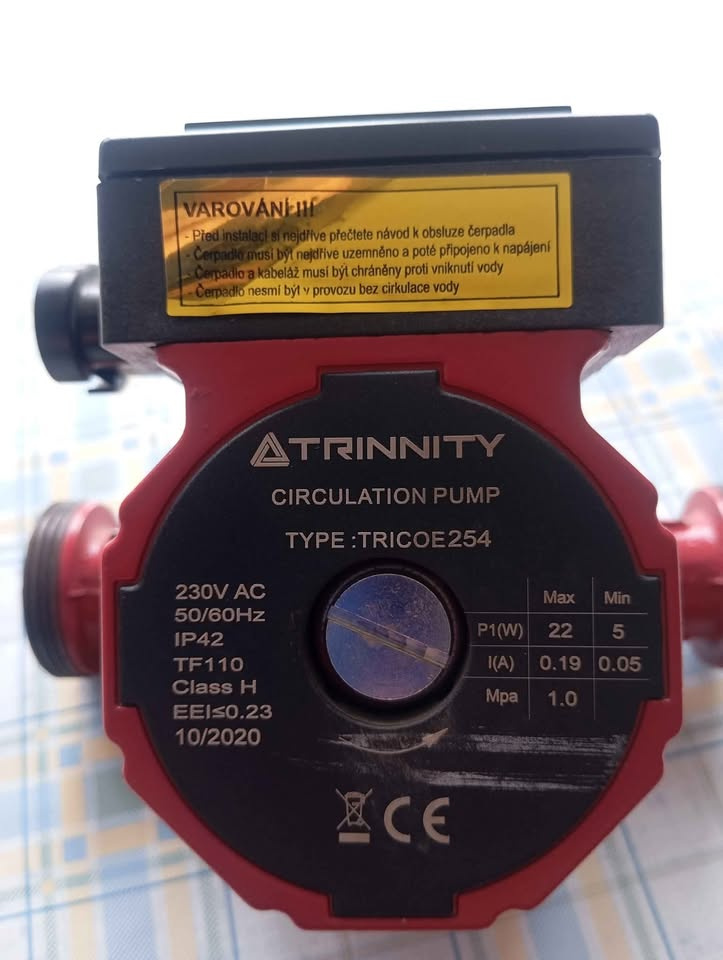 VAROVÁNÍ !!!
- Před instalací si nejdříve přečtete návod k obsluze čerpadla
- Čerpadlo musí být nejdříve uzemněno a poté připojeno k napájení
- Čerpadlo a kabeláž musí být chráněny proti vniknutí vody
- Čerpadlo nesmí být v provozu bez cirkulace vody
TRINNITY
CIRCULATION PUMP
TYPE :TRICOE254
230V AC
50/60Hz
IP42
TF110
Class H
EEI≤0.23
10/2020
Max Min
P1(W) 22 5
I(A) 0.19 0.05
Mpa 1.0
CE